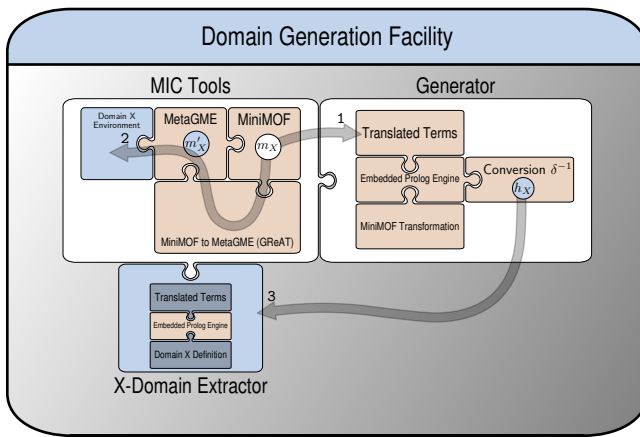 Domain Generation Facility
MIC Tools
Generator
Domain X
Environment
MetaGME
MiniMOF
1
2
m′X
mX
Translated Terms
Embedded Prolog Engine
Conversion δ⁻¹
hX
MiniMOF to MetaGME (GReAT)
MiniMOF Transformation
3
Translated Terms
Embedded Prolog Engine
Domain X Definition
X-Domain Extractor